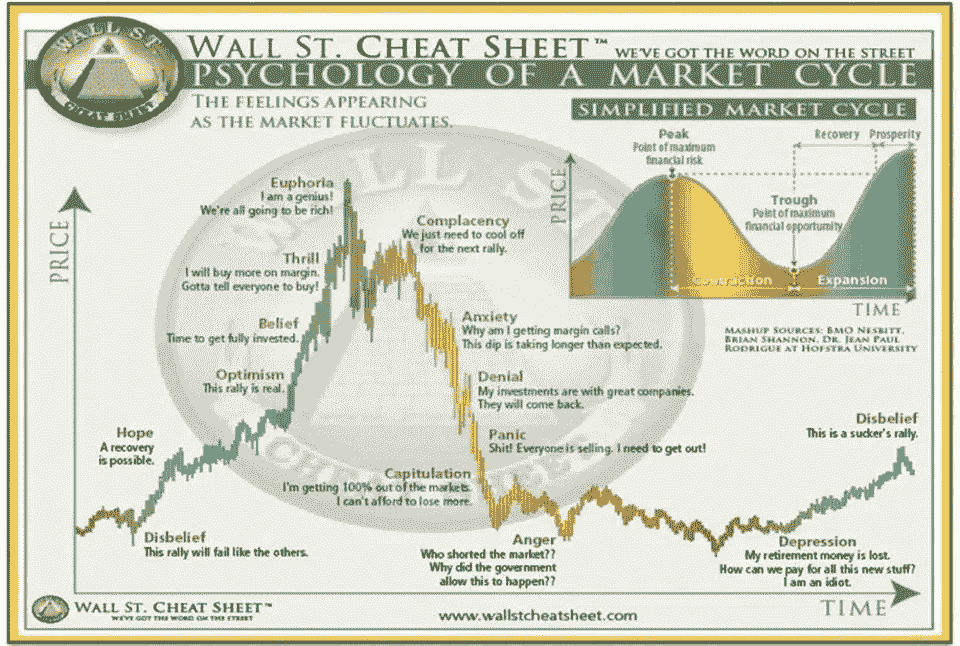 WALL ST
CHEAT SHEET
WALL ST. CHEAT SHEET™ WE'VE GOT THE WORD ON THE STREET
PSYCHOLOGY OF A MARKET CYCLE
THE FEELINGS APPEARING
AS THE MARKET FLUCTUATES.
SIMPLIFIED MARKET CYCLE
Peak
Point of maximum
financial risk
Recovery
Prosperity
Trough
Point of maximum
financial opportunity
PRICE
Contraction
Expansion
TIME
MASHUP SOURCES: BMO NESBITT,
BRIAN SHANNON, DR. JEAN PAUL
RODRIGUE AT HOFSTRA UNIVERSITY
PRICE
Euphoria
I am a genius!
We're all going to be rich!
Complacency
We just need to cool off
for the next rally.
Thrill
I will buy more on margin.
Gotta tell everyone to buy!
Belief
Time to get fully invested.
Anxiety
Why am I getting margin calls?
This dip is taking longer than expected.
Optimism
This rally is real.
Denial
My investments are with great companies.
They will come back.
Hope
A recovery
is possible.
Panic
Shit! Everyone is selling. I need to get out!
Disbelief
This is a sucker's rally.
Capitulation
I'm getting 100% out of the markets.
I can't afford to lose more.
Disbelief
This rally will fail like the others.
Anger
Who shorted the market??
Why did the government
allow this to happen??
Depression
My retirement money is lost.
How can we pay for all this new stuff?
I am an idiot.
WALL ST
CHEAT SHEET
WALL ST. CHEAT SHEET™
WE'VE GOT THE WORD ON THE STREET
www.wallstcheatsheet.com
TIME